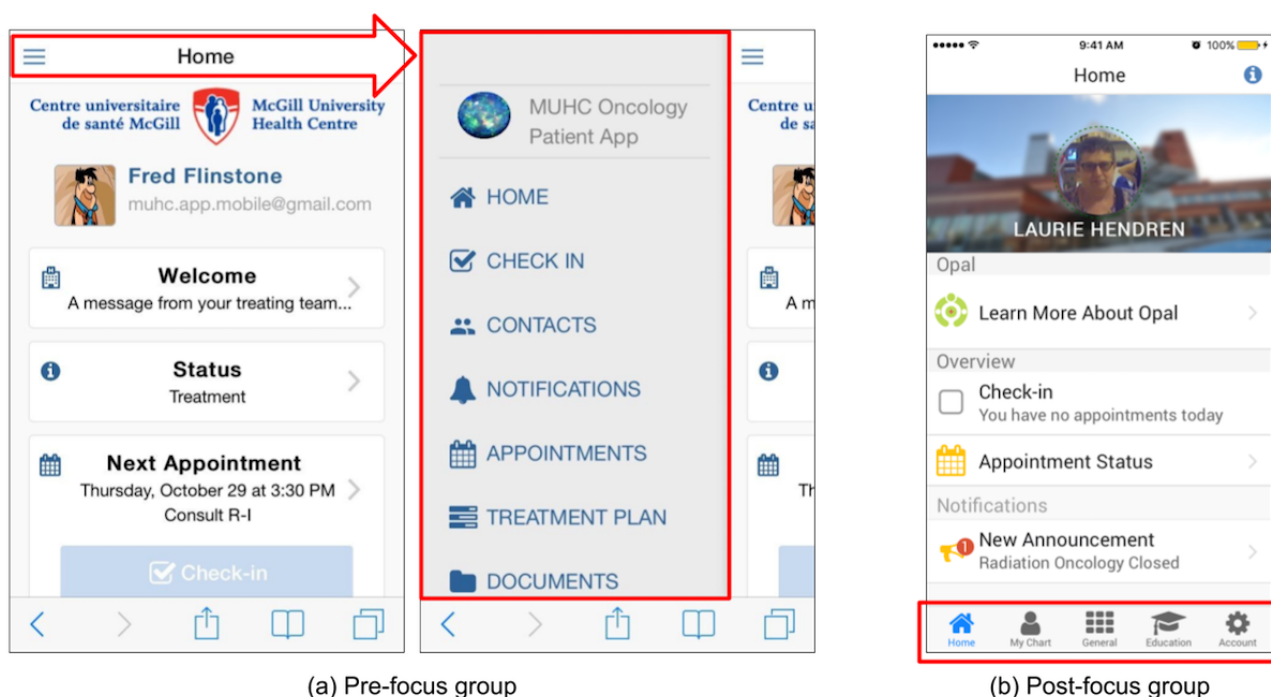 Home
Centre universitaire
de santé McGill
McGill University
Health Centre
Fred Flinstone
muhc.app.mobile@gmail.com
Welcome
A message from your treating team...
Status
Treatment
Next Appointment
Thursday, October 29 at 3:30 PM
Consult R-I
Check-in
MUHC Oncology
Patient App
HOME
CHECK IN
CONTACTS
NOTIFICATIONS
APPOINTMENTS
TREATMENT PLAN
DOCUMENTS
Centre u
de sa
A m
Th
(a) Pre-focus group
9:41 AM
100%
Home
LAURIE HENDREN
Opal
Learn More About Opal
Overview
Check-in
You have no appointments today
Appointment Status
Notifications
1
New Announcement
Radiation Oncology Closed
Home My Chart General Education Account
(b) Post-focus group